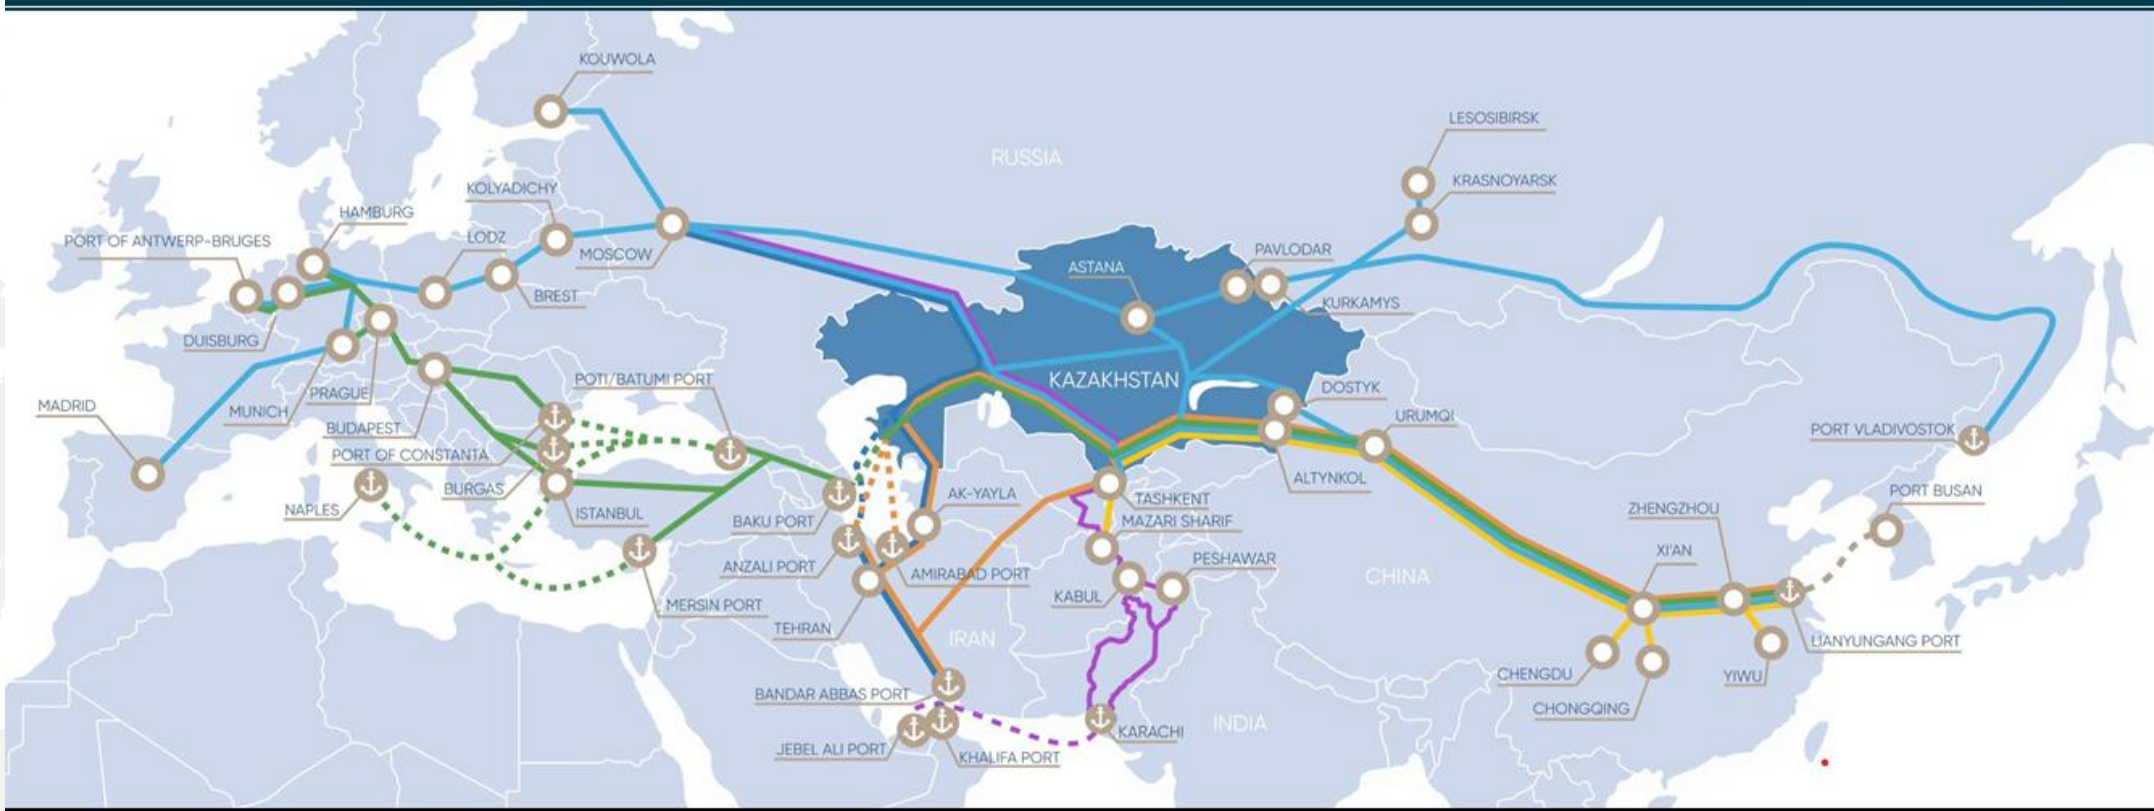 KOUWOLA
LESOSIBIRSK
RUSSIA
KRASNOYARSK
KOLYADICHY
HAMBURG
PORT OF ANTWERP-BRUGES
LODZ
MOSCOW
PAVLODAR
ASTANA
BREST
KURKAMYS
DUISBURG
POTI/BATUMI PORT
KAZAKHSTAN
DOSTYK
PRAGUE
MADRID
MUNICH
URUMQI
BUDAPEST
PORT VLADIVOSTOK
PORT OF CONSTANTA
ALTYNKOL
BURGAS
AK-YAYLA
TASHKENT
PORT BUSAN
NAPLES
ISTANBUL
BAKU PORT
MAZARI SHARIF
ZHENGZHOU
XI'AN
PESHAWAR
ANZALI PORT
AMIRABAD PORT
CHINA
KABUL
MERSIN PORT
TEHRAN
IRAN
LIANYUNGANG PORT
CHENGDU
YIWU
BANDAR ABBAS PORT
CHONGQING
INDIA
KARACHI
JEBEL ALI PORT
KHALIFA PORT